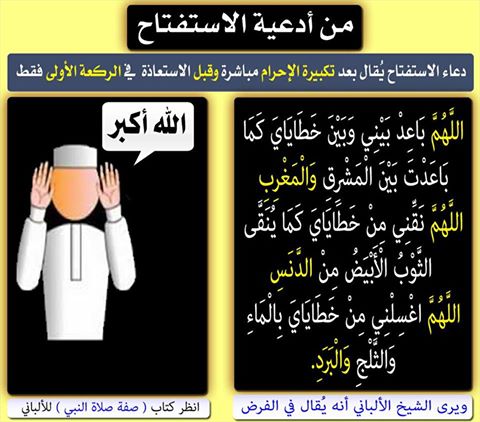 من أدعية الاستفتاح
دعاء الاستفتاح يُقال بعد تكبيرة الإحرام مباشرة وقبل الاستعاذة في الركعة الأولى فقط
الله أكبر
اللَّهُمَّ بَاعِدْ بَيْنِي وَبَيْنَ خَطَايَايَ كَمَا
بَاعَدْتَ بَيْنَ الْمَشْرِقِ وَالْمَغْرِبِ
اللَّهُمَّ نَقِّنِي مِنْ خَطَايَايَ كَمَا يُنَقَّى
الثَّوْبُ الْأَبْيَضُ مِنْ الدَّنَسِ
اللَّهُمَّ اغْسِلْنِي مِنْ خَطَايَايَ بِالْمَاءِ
وَالثَّلْجِ وَالْبَرَدِ.
ويرى الشيخ الألباني أنه يُقال في الفرض
انظر كتاب ( صفة صلاة النبي ) للألباني